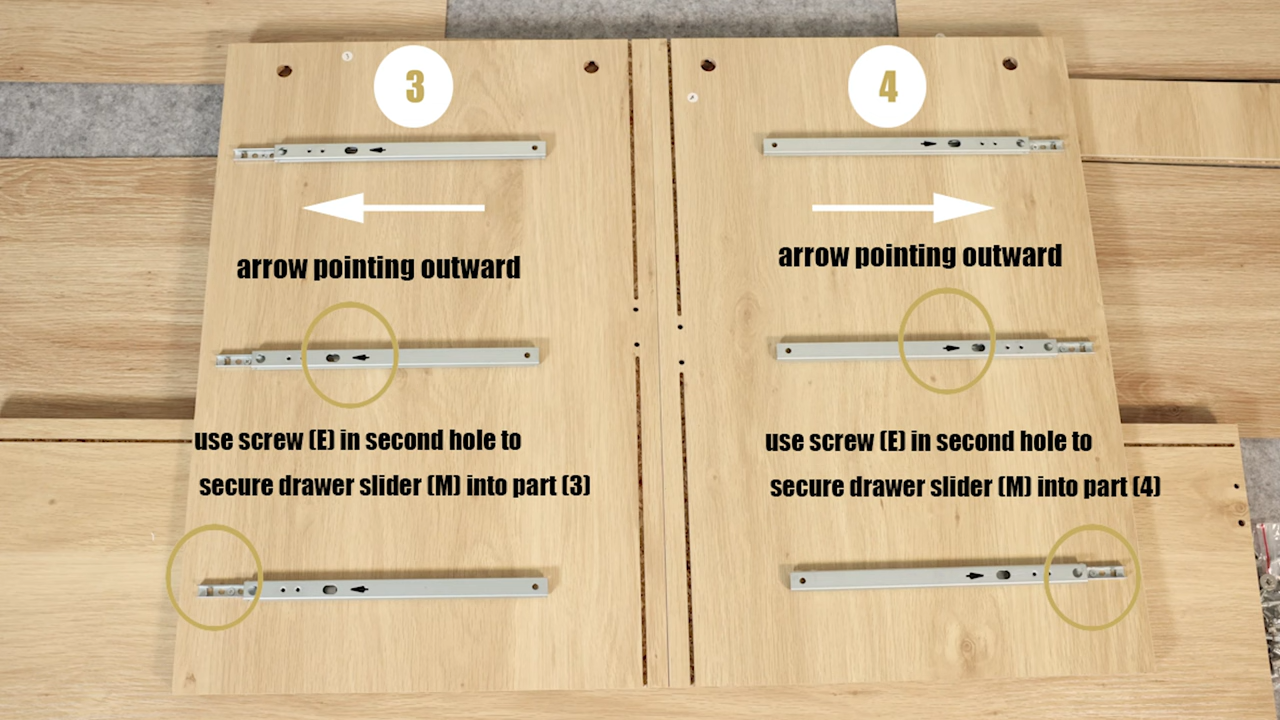 3
4
arrow pointing outward
arrow pointing outward
use screw (E) in second hole to
secure drawer slider (M) into part (3)
use screw (E) in second hole to
secure drawer slider (M) into part (4)